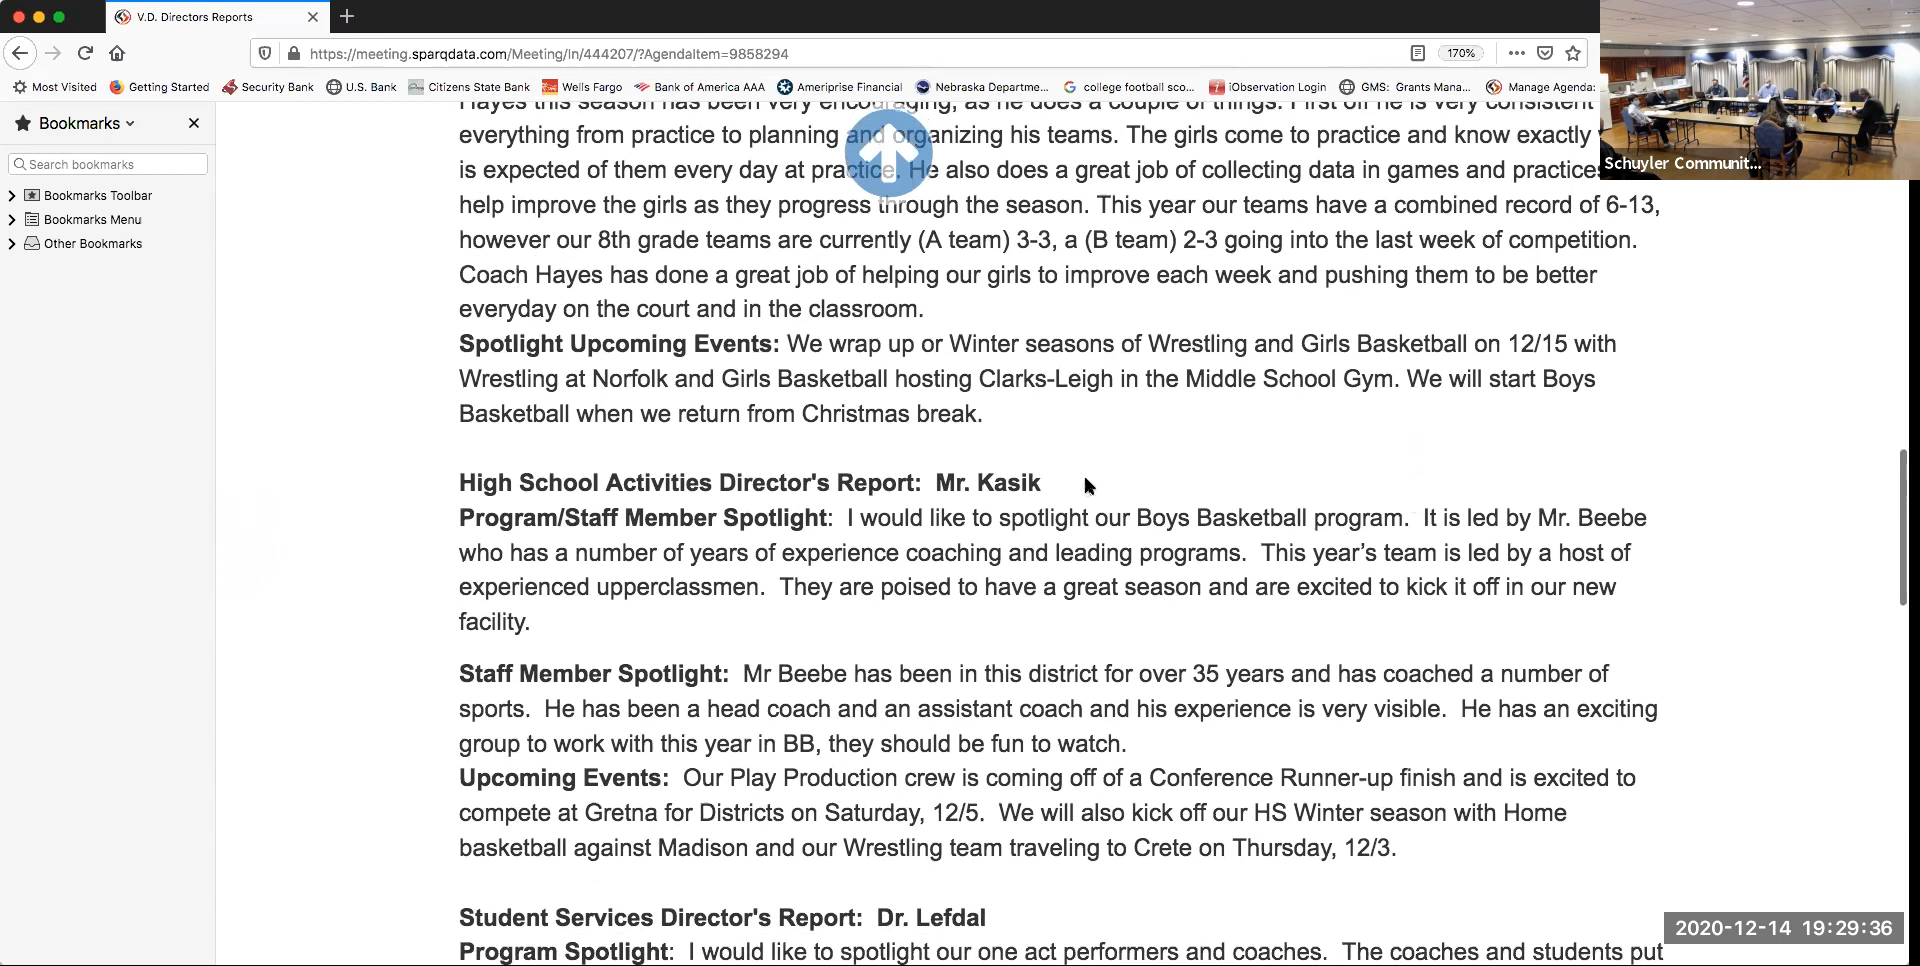 V.D. Directors Reports
https://meeting.sparqdata.com/Meeting/In/444207/?AgendaItem=9858294
170%
Most Visited Getting Started Security Bank U.S. Bank Citizens State Bank Wells Fargo Bank of America AAA Ameriprise Financial Nebraska Departme... college football sco... iObservation Login GMS: Grants Mana... Manage Agenda:
Bookmarks
Search bookmarks
Bookmarks Toolbar
Bookmarks Menu
Other Bookmarks
Hayes this season has been very encouraging, as he does a couple of things. First off he is very consistent
everything from practice to planning and organizing his teams. The girls come to practice and know exactly
is expected of them every day at practice. He also does a great job of collecting data in games and practices
help improve the girls as they progress through the season. This year our teams have a combined record of 6-13,
however our 8th grade teams are currently (A team) 3-3, a (B team) 2-3 going into the last week of competition.
Coach Hayes has done a great job of helping our girls to improve each week and pushing them to be better
everyday on the court and in the classroom.
Spotlight Upcoming Events: We wrap up or Winter seasons of Wrestling and Girls Basketball on 12/15 with
Wrestling at Norfolk and Girls Basketball hosting Clarks-Leigh in the Middle School Gym. We will start Boys
Basketball when we return from Christmas break.
High School Activities Director's Report: Mr. Kasik
Program/Staff Member Spotlight: I would like to spotlight our Boys Basketball program. It is led by Mr. Beebe
who has a number of years of experience coaching and leading programs. This year's team is led by a host of
experienced upperclassmen. They are poised to have a great season and are excited to kick it off in our new
facility.
Staff Member Spotlight: Mr Beebe has been in this district for over 35 years and has coached a number of
sports. He has been a head coach and an assistant coach and his experience is very visible. He has an exciting
group to work with this year in BB, they should be fun to watch.
Upcoming Events: Our Play Production crew is coming off of a Conference Runner-up finish and is excited to
compete at Gretna for Districts on Saturday, 12/5. We will also kick off our HS Winter season with Home
basketball against Madison and our Wrestling team traveling to Crete on Thursday, 12/3.
Student Services Director's Report: Dr. Lefdal
Program Spotlight: I would like to spotlight our one act performers and coaches. The coaches and students put
Schuyler Communit...
2020-12-14 19:29:36